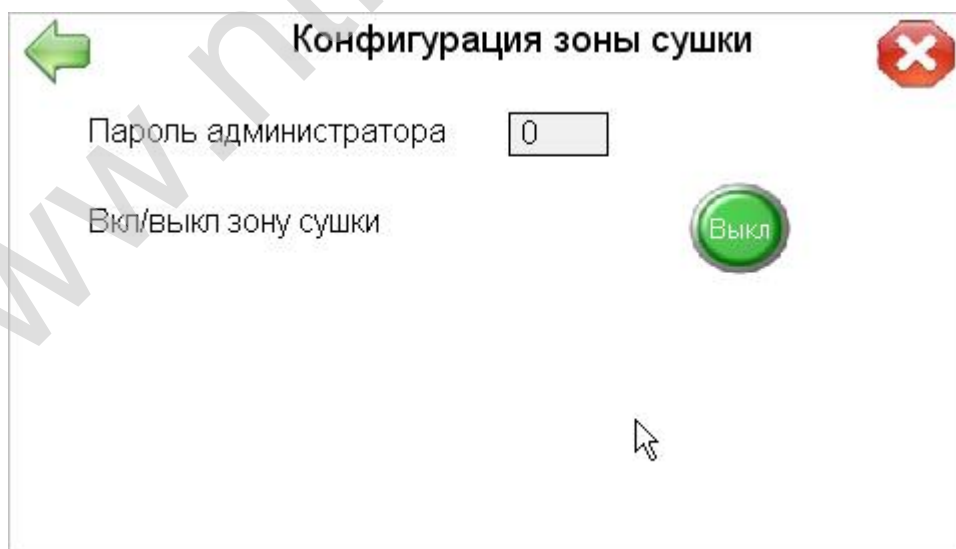 Конфигурация зоны сушки
Пароль администратора 0
Вкл/выкл зону сушки Выкл